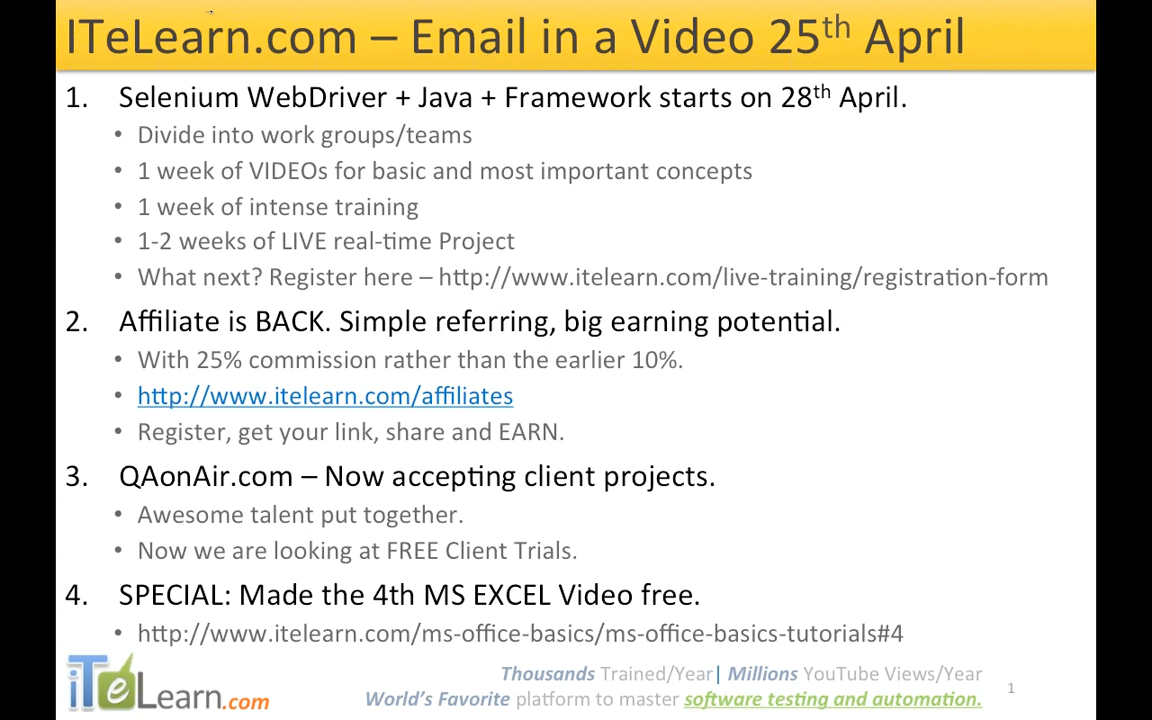 ITeLearn.com – Email in a Video 25th April
1. Selenium WebDriver + Java + Framework starts on 28th April.
• Divide into work groups/teams
• 1 week of VIDEOs for basic and most important concepts
• 1 week of intense training
• 1-2 weeks of LIVE real-time Project
• What next? Register here – http://www.itelearn.com/live-training/registration-form
2. Affiliate is BACK. Simple referring, big earning potential.
• With 25% commission rather than the earlier 10%.
• http://www.itelearn.com/affiliates
• Register, get your link, share and EARN.
3. QAonAir.com – Now accepting client projects.
• Awesome talent put together.
• Now we are looking at FREE Client Trials.
4. SPECIAL: Made the 4th MS EXCEL Video free.
• http://www.itelearn.com/ms-office-basics/ms-office-basics-tutorials#4
iTeLearn.com
Thousands Trained/Year| Millions YouTube Views/Year
World's Favorite platform to master software testing and automation.
1